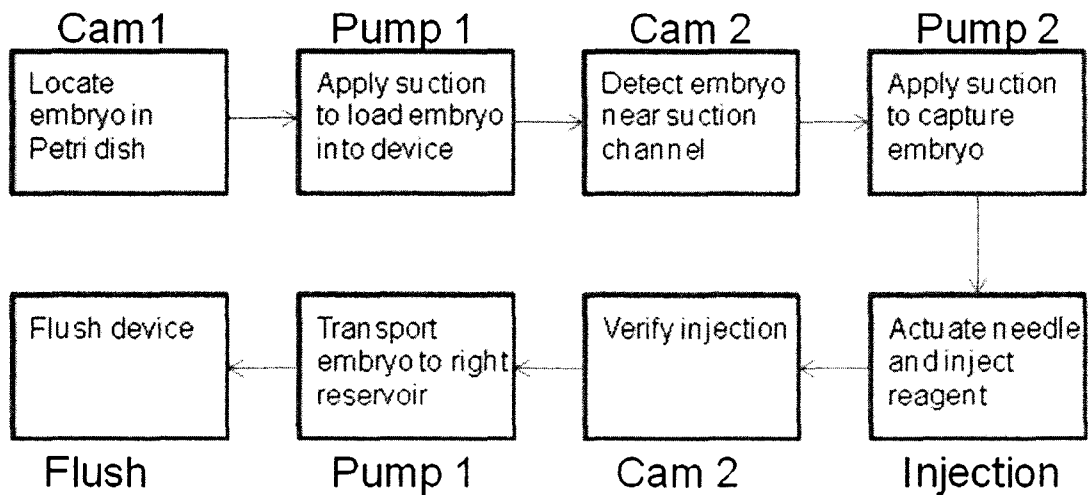 Cam1
Pump 1
Cam 2
Pump 2
Locate
embryo in
Petri dish
Apply suction
to load embryo
into device
Detect embryo
near suction
channel
Apply suction
to capture
embryo
Flush device
Transport
embryo to right
reservoir
Verify injection
Actuate needle
and inject
reagent
Flush
Pump 1
Cam 2
Injection